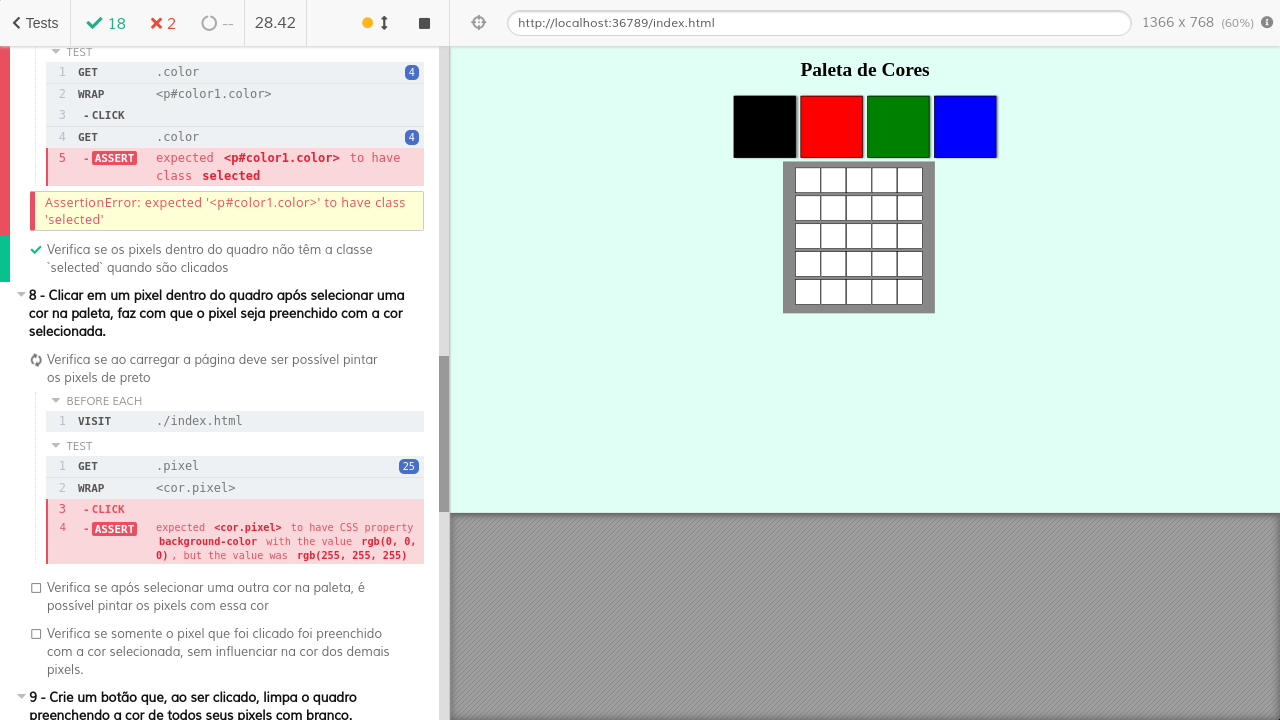 Tests 18 2 -- 28.42
http://localhost:36789/index.html 1366 x 768 (60%)
TEST
1 GET .color 4
2 WRAP <p#color1.color>
3 - CLICK
4 GET .color 4
5 - ASSERT expected <p#color1.color> to have
class selected
AssertionError: expected '<p#color1.color>' to have class
'selected'
Verifica se os pixels dentro do quadro não têm a classe
`selected` quando são clicados
8 - Clicar em um pixel dentro do quadro após selecionar uma
cor na paleta, faz com que o pixel seja preenchido com a cor
selecionada.
Verifica se ao carregar a página deve ser possível pintar
os pixels de preto
BEFORE EACH
1 VISIT ./index.html
TEST
1 GET .pixel 25
2 WRAP <cor.pixel>
3 - CLICK
4 - ASSERT expected <cor.pixel> to have CSS property
background-color with the value rgb(0, 0,
0), but the value was rgb(255, 255, 255)
Verifica se após selecionar uma outra cor na paleta, é
possível pintar os pixels com essa cor
Verifica se somente o pixel que foi clicado foi preenchido
com a cor selecionada, sem influenciar na cor dos demais
pixels.
9 - Crie um botão que, ao ser clicado, limpa o quadro
preenchendo a cor de todos seus pixels com branco.
Paleta de Cores